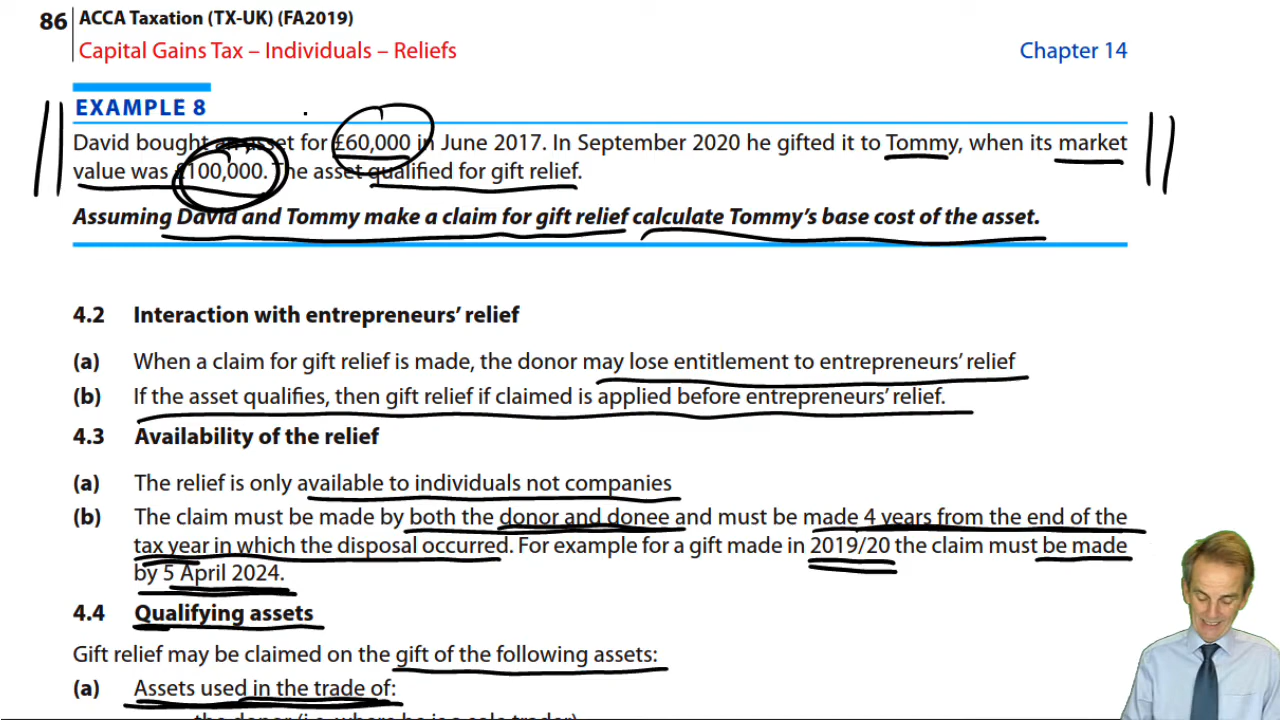 86 ACCA Taxation (TX-UK) (FA2019)
Capital Gains Tax – Individuals – Reliefs Chapter 14
EXAMPLE 8
David bought an asset for £60,000 in June 2017. In September 2020 he gifted it to Tommy, when its market
value was £100,000. The asset qualified for gift relief.
Assuming David and Tommy make a claim for gift relief calculate Tommy’s base cost of the asset.
4.2 Interaction with entrepreneurs’ relief
(a) When a claim for gift relief is made, the donor may lose entitlement to entrepreneurs’ relief
(b) If the asset qualifies, then gift relief if claimed is applied before entrepreneurs’ relief.
4.3 Availability of the relief
(a) The relief is only available to individuals not companies
(b) The claim must be made by both the donor and donee and must be made 4 years from the end of the
tax year in which the disposal occurred. For example for a gift made in 2019/20 the claim must be made
by 5 April 2024.
4.4 Qualifying assets
Gift relief may be claimed on the gift of the following assets:
(a) Assets used in the trade of:
the donor (i.e. where he is a sole trader)